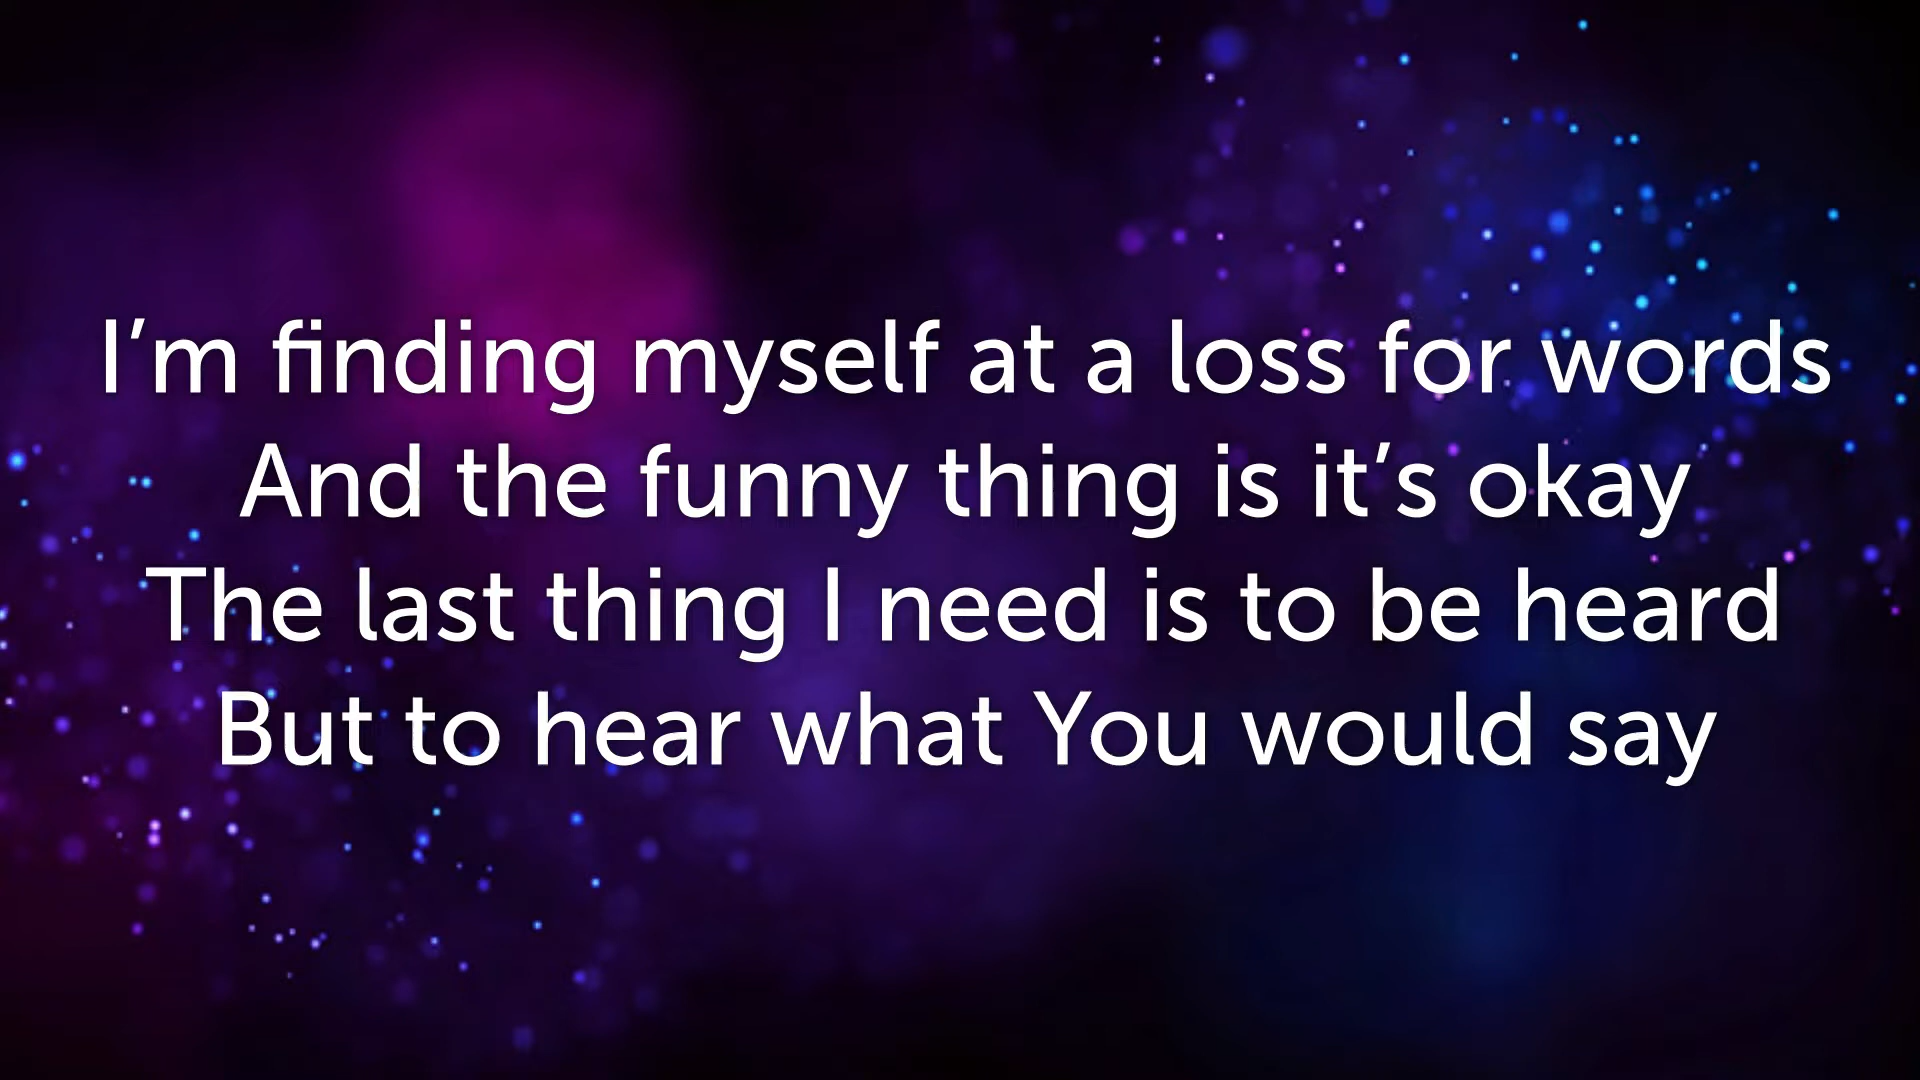 I’m finding myself at a loss for words
And the funny thing is it’s okay
The last thing I need is to be heard
But to hear what You would say